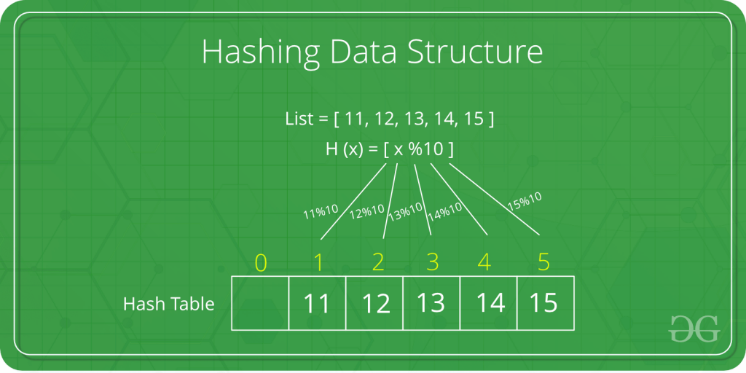 Hashing Data Structure
List = [ 11, 12, 13, 14, 15 ]
H (x) = [ x %10 ]
11%10 12%10 13%10 14%10 15%10
0 1 2 3 4 5
Hash Table 11 12 13 14 15
GG